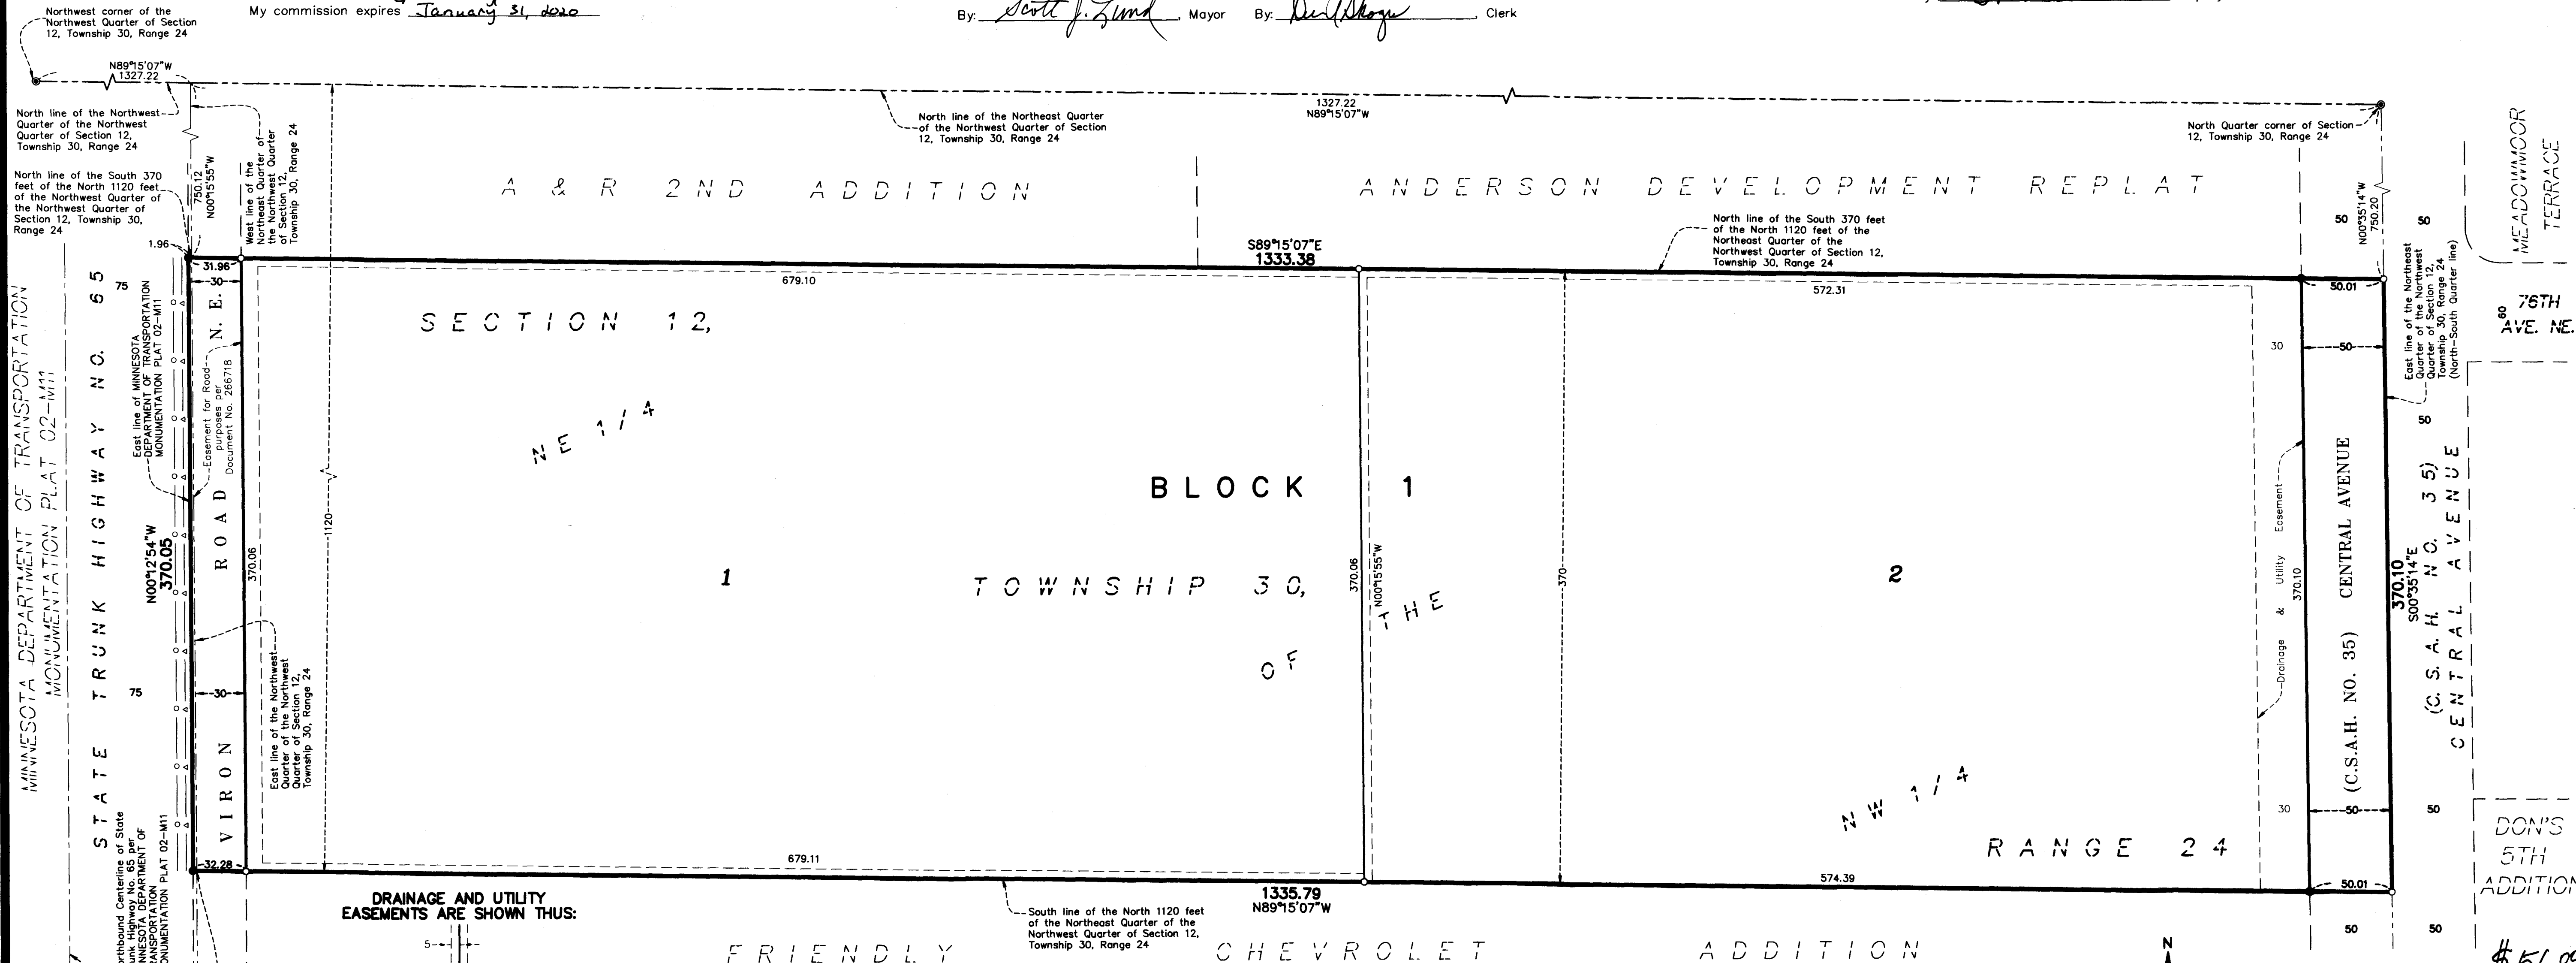 Northwest corner of the
Northwest Quarter of Section
12, Township 30, Range 24
My commission expires January 31, 2020
By: Scott J. Lund, Mayor
By: , Clerk
N89°15'07"W
1327.22
North line of the Northwest
Quarter of the Northwest
Quarter of Section 12,
Township 30, Range 24
North line of the South 370
feet of the North 1120 feet
of the Northwest Quarter of
the Northwest Quarter of
Section 12, Township 30,
Range 24
1.96
750.12
N00°15'55"W
West line of the
Northeast Quarter of
the Northwest Quarter
of Section 12,
Township 30, Range 24
North line of the Northeast Quarter
of the Northwest Quarter of Section
12, Township 30, Range 24
1327.22
N89°15'07"W
North Quarter corner of Section
12, Township 30, Range 24
A & R 2ND ADDITION
ANDERSON DEVELOPMENT REPLAT
North line of the South 370 feet
of the North 1120 feet of the
Northeast Quarter of the
Northwest Quarter of Section 12,
Township 30, Range 24
S89°15'07"E
1333.38
50
N00°35'14"W
750.20
50
MEADOWMOOR
TERRACE
31.96
30
679.10
572.31
50.01
East line of the Northeast
Quarter of the Northwest
Quarter of Section 12,
Township 30, Range 24
(North-South Quarter line)
60
76TH
AVE. NE.
MINNESOTA DEPARTMENT OF TRANSPORTATION
MONUMENTATION PLAT 02-M11
STATE TRUNK HIGHWAY NO. 65
75
East line of MINNESOTA
DEPARTMENT OF TRANSPORTATION
MONUMENTATION PLAT 02-M11
Easement for Road
purposes per
Document No. 266718
VIRON ROAD N. E.
SECTION 12,
NE 1/4
1120
N00°12'54"W
370.05
370.06
BLOCK 1
1
TOWNSHIP 30,
370.06
N00°15'55"W
THE
OF
370
2
30
50
50
Drainage & Utility Easement
370.10
CENTRAL AVENUE
(C.S.A.H. NO. 35)
370.10
S00°35'14"E
(C. S. A. H. NO. 35)
CENTRAL AVENUE
75
30
East line of the Northwest
Quarter of the Northwest
Quarter of Section 12,
Township 30, Range 24
NW 1/4
RANGE 24
30
50
50
DON'S
5TH
ADDITION
32.28
679.11
574.39
50.01
1335.79
N89°15'07"W
South line of the North 1120 feet
of the Northeast Quarter of the
Northwest Quarter of Section 12,
Township 30, Range 24
DRAINAGE AND UTILITY
EASEMENTS ARE SHOWN THUS:
5
FRIENDLY CHEVROLET ADDITION
50
50
N